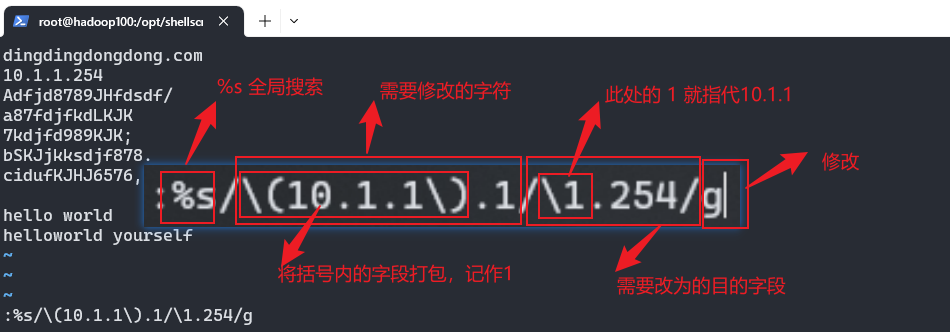 root@hadoop100:/opt/shellscr
dingdingdongdong.com
10.1.1.254
Adfjd8789JHfdsdf/
a87fdjfkdLKJK
7kdjfd989KJK;
bSKJjkksdjf878.
cidufKJHJ6576,
%s 全局搜索
需要修改的字符
此处的 1 就指代10.1.1
修改
:%s/\(10.1.1\).1/\1.254/g
将括号内的字段打包，记作1
需要改为的目的字段
hello world
helloworld yourself
~
~
~
:%s/\(10.1.1\).1/\1.254/g